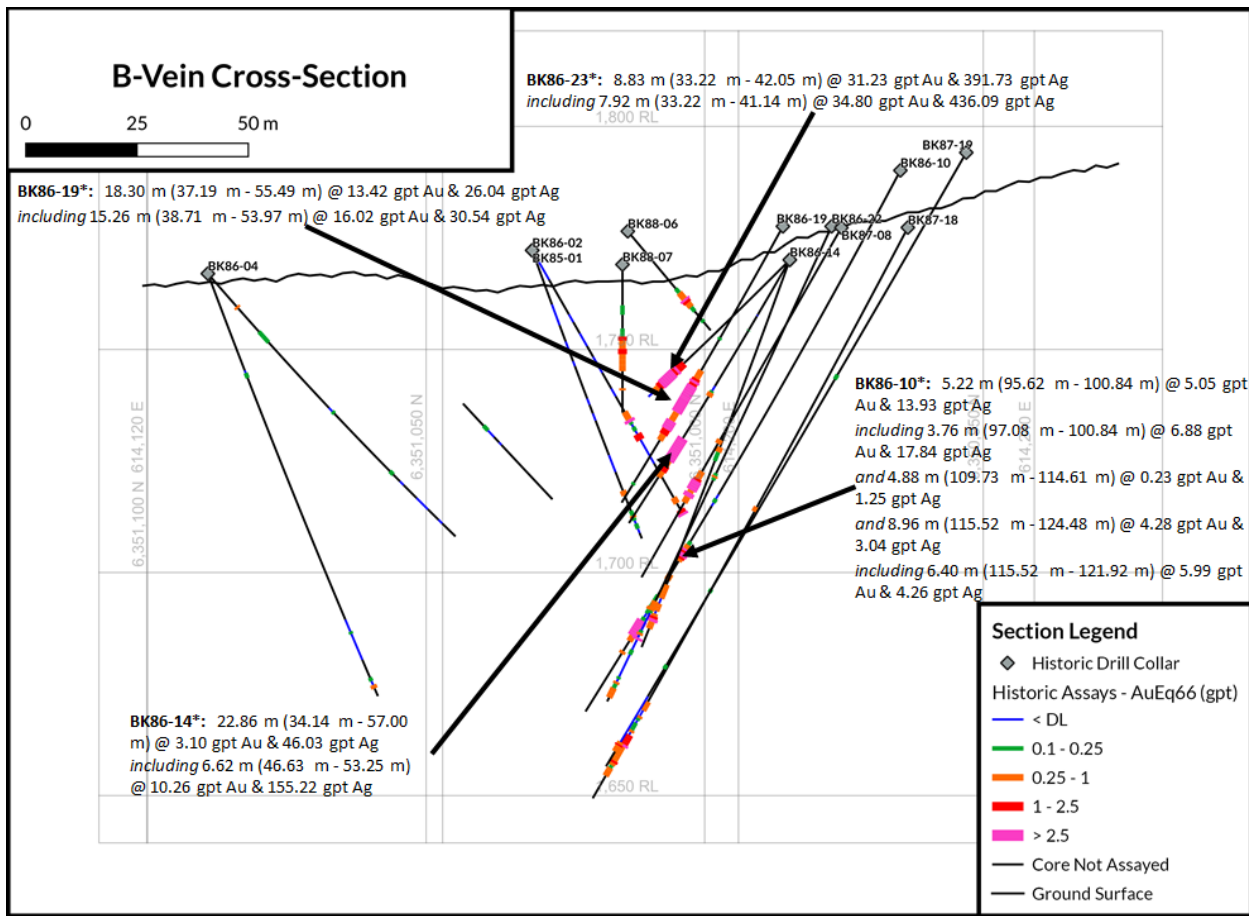 B-Vein Cross-Section
0 25 50 m
BK86-23*: 8.83 m (33.22 m - 42.05 m) @ 31.23 gpt Au & 391.73 gpt Ag
including 7.92 m (33.22 m - 41.14 m) @ 34.80 gpt Au & 436.09 gpt Ag
1,800 RL
BK87-19
BK86-10
BK86-19*: 18.30 m (37.19 m - 55.49 m) @ 13.42 gpt Au & 26.04 gpt Ag
including 15.26 m (38.71 m - 53.97 m) @ 16.02 gpt Au & 30.54 gpt Ag
BK88-06
BK86-19
BK86-22
BK87-18
BK87-08
BK86-02
BK85-01
BK88-07
BK86-14
BK86-04
RL
BK86-10*: 5.22 m (95.62 m - 100.84 m) @ 5.05 gpt
Au & 13.93 gpt Ag
including 3.76 m (97.08 m - 100.84 m) @ 6.88 gpt
Au & 17.84 gpt Ag
and 4.88 m (109.73 m - 114.61 m) @ 0.23 gpt Au &
1.25 gpt Ag
and 8.96 m (115.52 m - 124.48 m) @ 4.28 gpt Au &
3.04 gpt Ag
including 6.40 m (115.52 m - 121.92 m) @ 5.99 gpt
Au & 4.26 gpt Ag
6,351,100 N
614,120 E
6,351,050 N
6,351,000 N
614,200 E
1,700 RL
1,650 RL
BK86-14*: 22.86 m (34.14 m - 57.00
m) @ 3.10 gpt Au & 46.03 gpt Ag
including 6.62 m (46.63 m - 53.25 m)
@ 10.26 gpt Au & 155.22 gpt Ag
Section Legend
Historic Drill Collar
Historic Assays - AuEq66 (gpt)
< DL
0.1 - 0.25
0.25 - 1
1 - 2.5
> 2.5
Core Not Assayed
Ground Surface